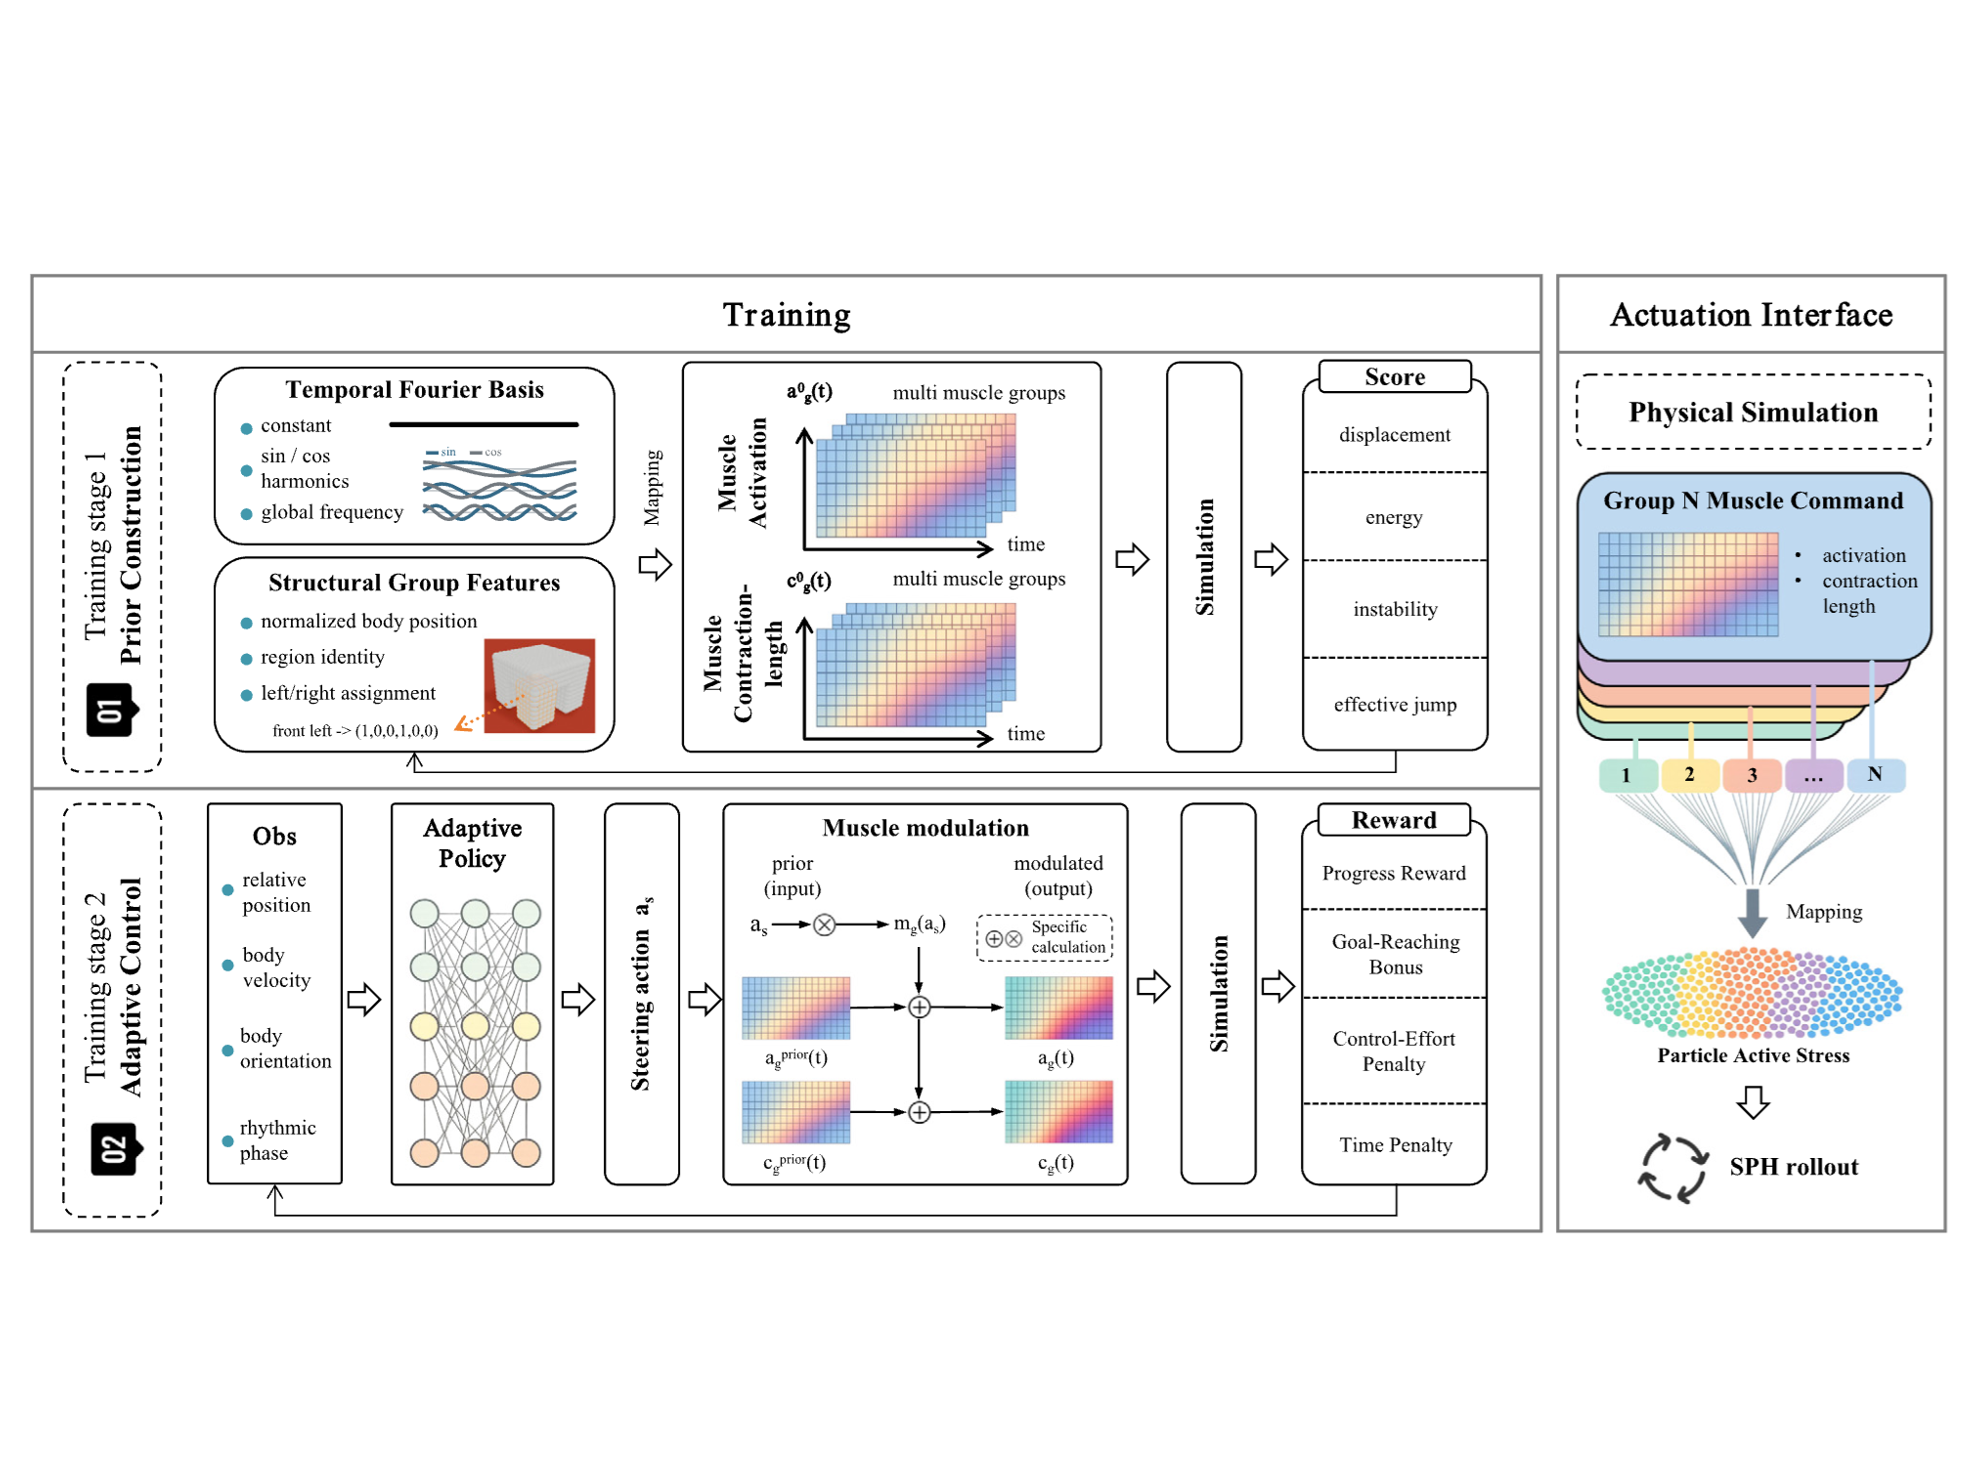 Training
Training stage 1
Prior Construction
01
Temporal Fourier Basis
constant
sin / cos
harmonics
global frequency
sin
cos
Structural Group Features
normalized body position
region identity
left/right assignment
front left -> (1,0,0,1,0,0)
Mapping
Muscle
Activation
a⁰g(t)
multi muscle groups
time
Muscle
Contraction-
length
c⁰g(t)
multi muscle groups
time
Simulation
Score
displacement
energy
instability
effective jump
Training stage 2
Adaptive Control
02
Obs
relative
position
body
velocity
body
orientation
rhythmic
phase
Adaptive
Policy
Steering action as
Muscle modulation
prior
(input)
modulated
(output)
as
⊗
mg(as)
⊕⊗
Specific
calculation
⊕
agprior(t)
ag(t)
⊕
cgprior(t)
cg(t)
Simulation
Reward
Progress Reward
Goal-Reaching
Bonus
Control-Effort
Penalty
Time Penalty
Actuation Interface
Physical Simulation
Group N Muscle Command
• activation
• contraction
length
1 2 3 ... N
Mapping
Particle Active Stress
SPH rollout